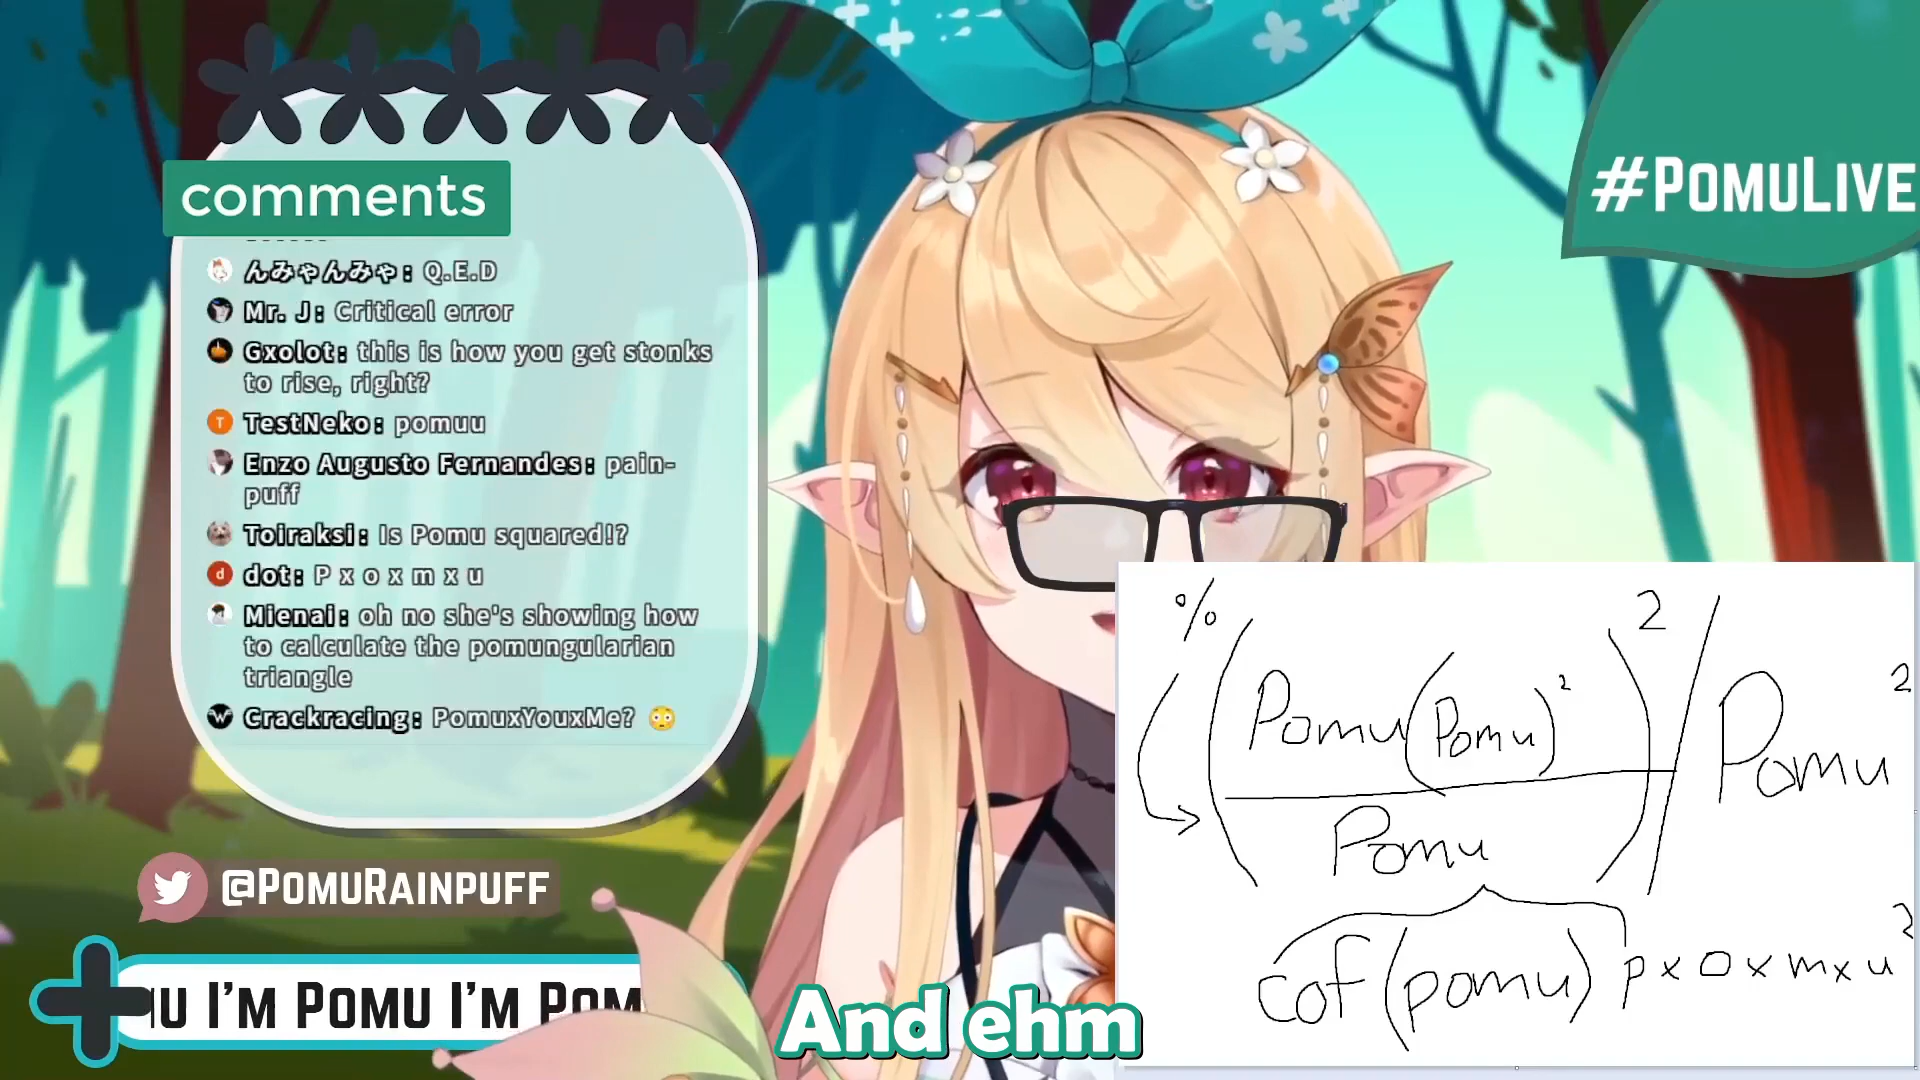 #POMULIVE
comments
んみゃんみゃ: Q.E.D
Mr. J: Critical error
Gxolot: this is how you get stonks
to rise, right?
T TestNeko: pomuu
Enzo Augusto Fernandes: pain-
puff
Toiraksi: Is Pomu squared!?
d dot: P x o x m x u
Mienai: oh no she's showing how
to calculate the pomungularian
triangle
Crackracing: PomuxYouxMe? 😳
@POMURAINPUFF
I'M POMU I'M POM
And ehm
% (Pomu(Pomu)²
Pomu)² / Pomu²
cof(pomu) p x o x m x u²